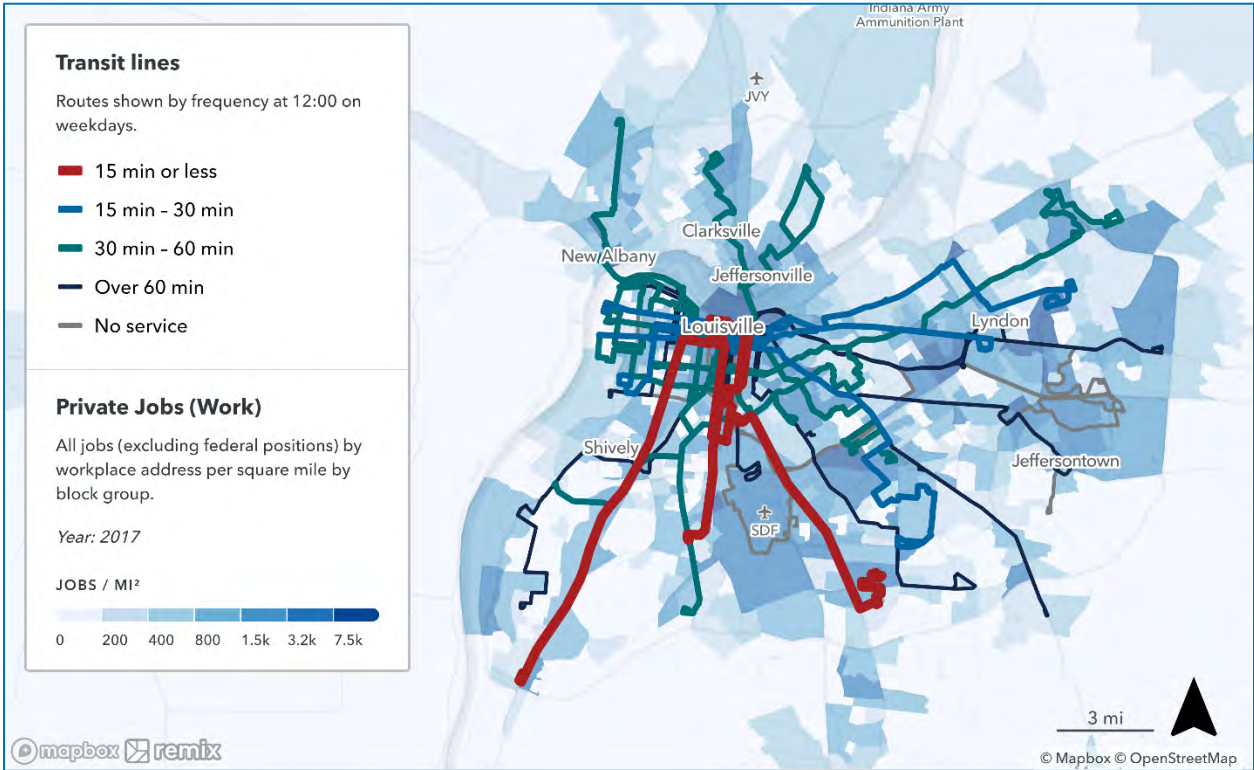 Transit lines
Routes shown by frequency at 12:00 on
weekdays.
15 min or less
15 min – 30 min
30 min – 60 min
Over 60 min
No service
Private Jobs (Work)
All jobs (excluding federal positions) by
workplace address per square mile by
block group.
Year: 2017
JOBS / MI²
0 200 400 800 1.5k 3.2k 7.5k
Indiana Army
Ammunition Plant
JVY
Clarksville
New Albany
Jeffersonville
Louisville
Lyndon
Shively
Jeffersontown
SDF
3 mi
mapbox remix
© Mapbox © OpenStreetMap